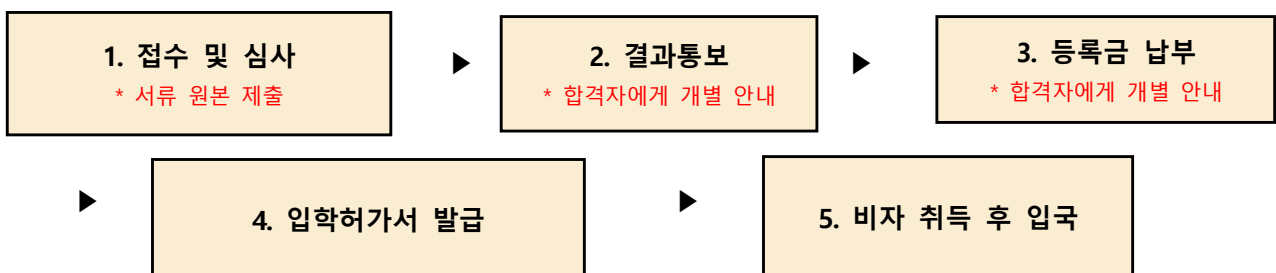 1. 접수 및 심사
* 서류 원본 제출
▶
2. 결과통보
* 합격자에게 개별 안내
▶
3. 등록금 납부
* 합격자에게 개별 안내
▶
4. 입학허가서 발급
▶
5. 비자 취득 후 입국